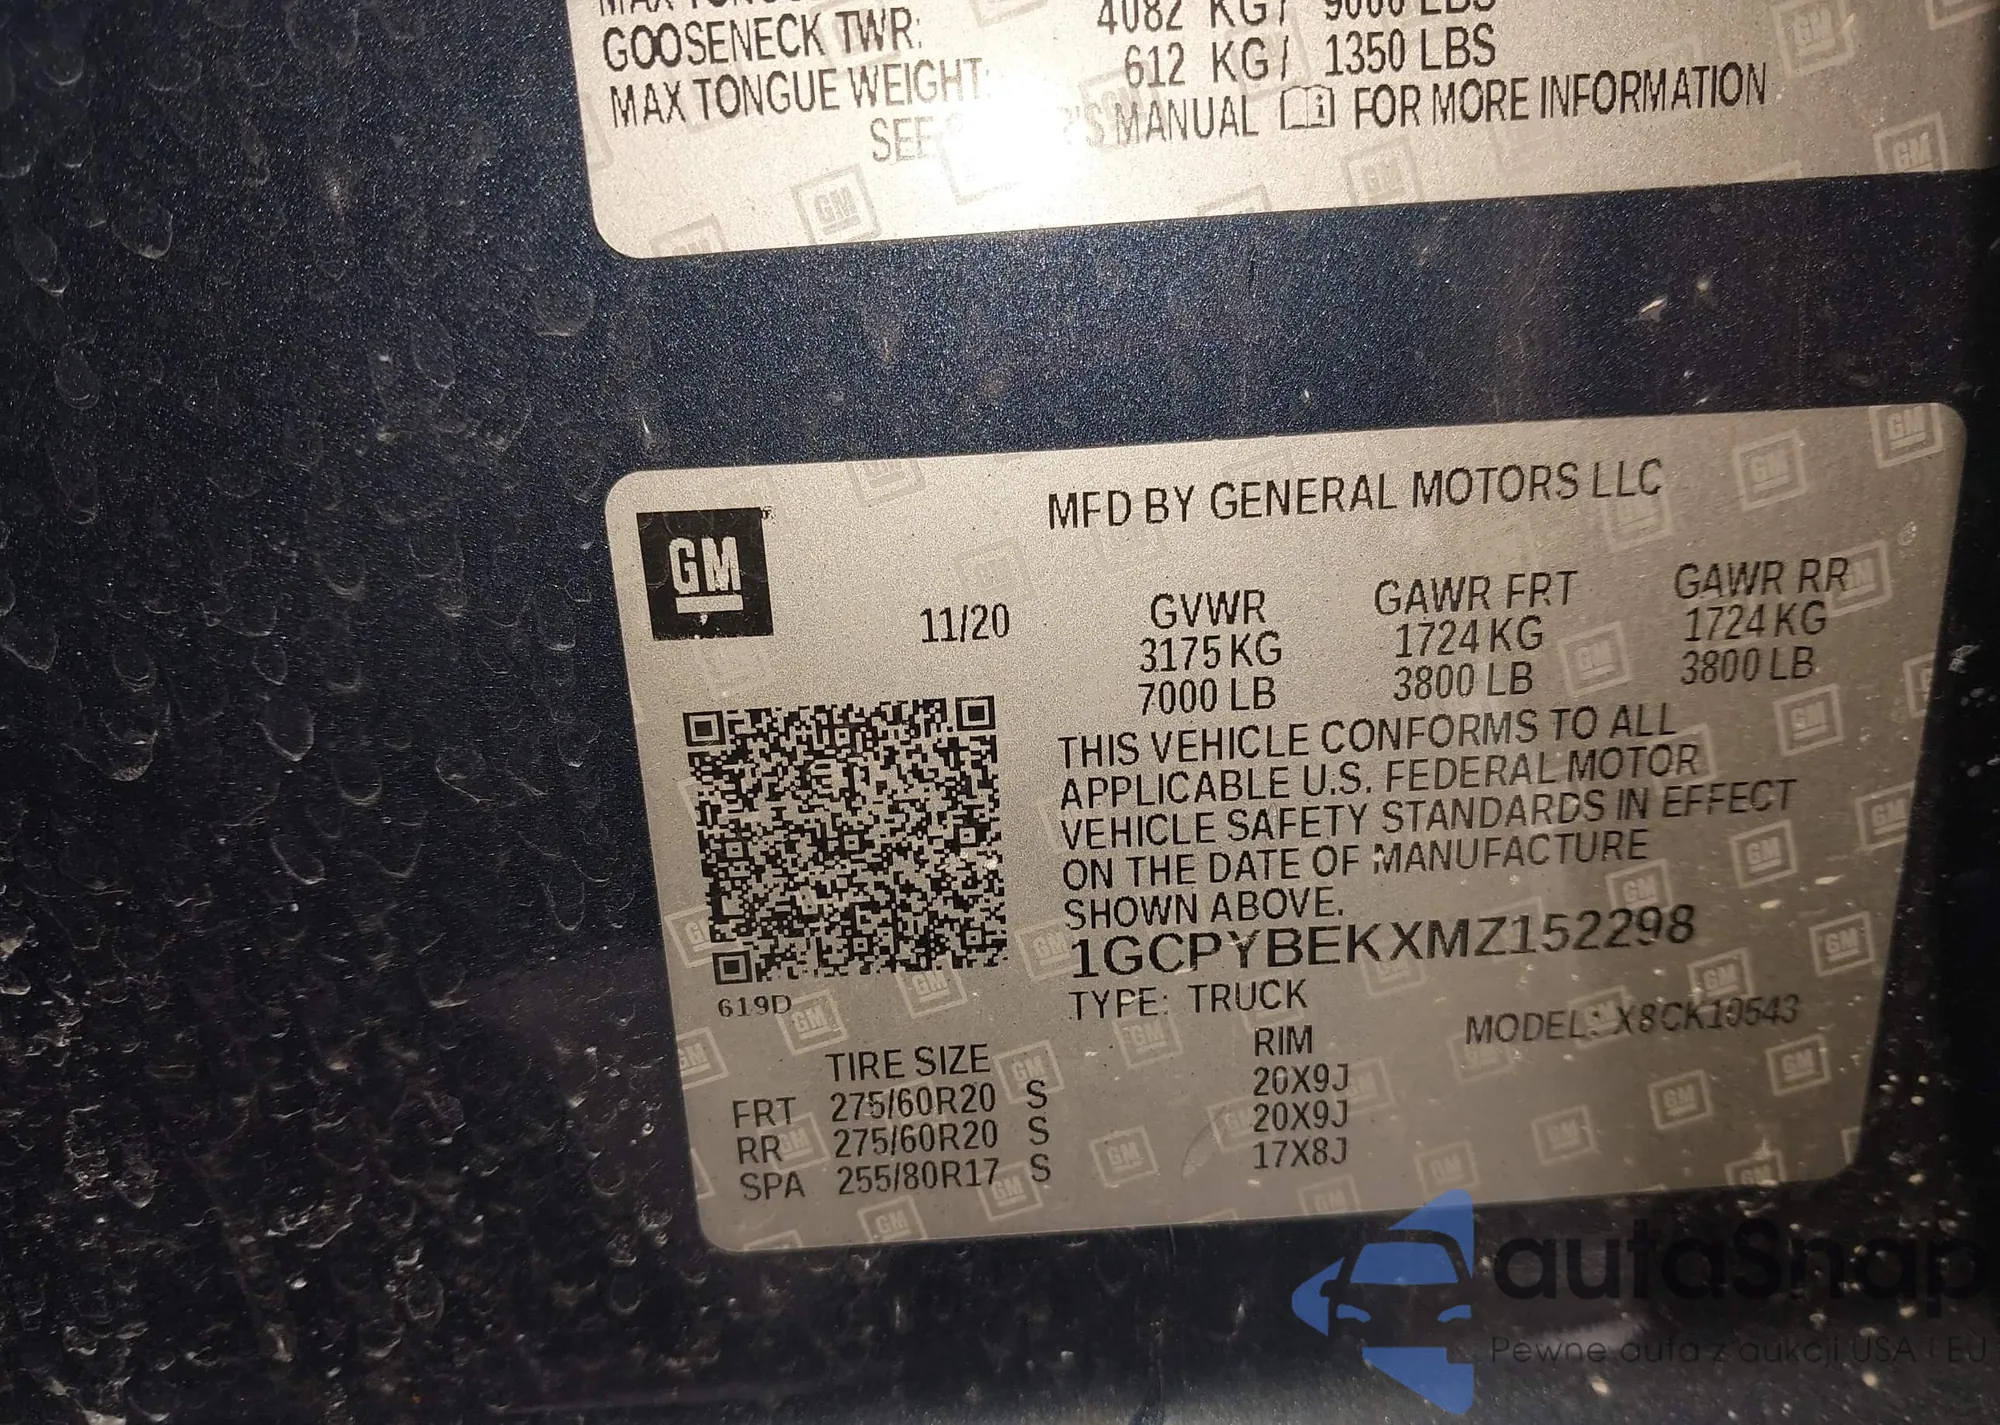 GOOSENECK TWR: 4082 KG / 9000 LBS
MAX TONGUE WEIGHT: 612 KG / 1350 LBS
SEE MANUAL FOR MORE INFORMATION
GM
MFD BY GENERAL MOTORS LLC
11/20
GVWR GAWR FRT GAWR RR
3175 KG 1724 KG 1724 KG
7000 LB 3800 LB 3800 LB
THIS VEHICLE CONFORMS TO ALL
APPLICABLE U.S. FEDERAL MOTOR
VEHICLE SAFETY STANDARDS IN EFFECT
ON THE DATE OF MANUFACTURE
SHOWN ABOVE.
1GCPYBEKXMZ152298
619D
TYPE: TRUCK
MODEL: X8CK10543
TIRE SIZE RIM
FRT 275/60R20 S 20X9J
RR 275/60R20 S 20X9J
SPA 255/80R17 S 17X8J
autaSnap
Pewne auta z aukcji USA i EU